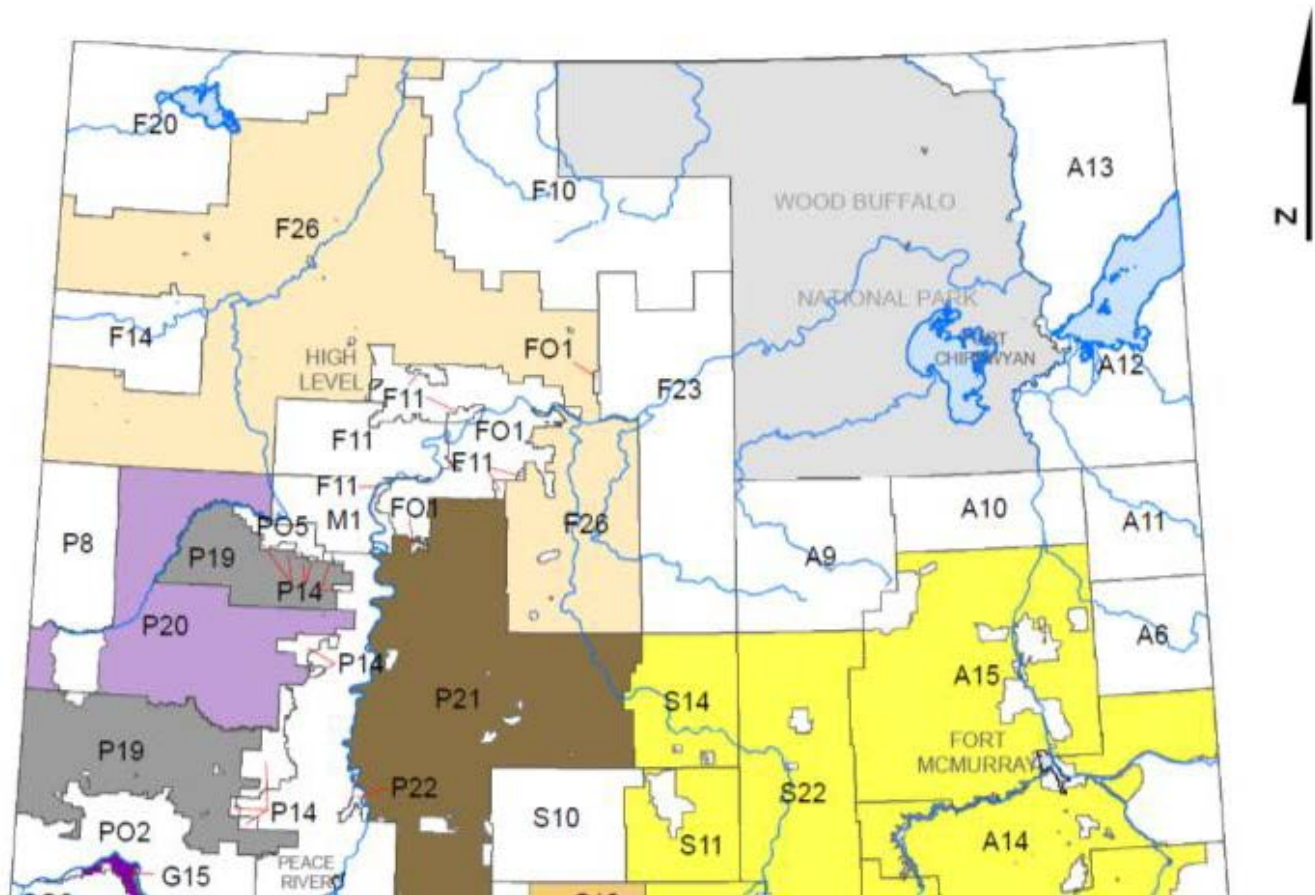 F20
A13
F10
WOOD BUFFALO
N
F26
NATIONAL PARK
F14
FO1
HIGH
LEVEL
FORT
CHIPEWYAN
A12
F23
F11
F11
FO1
F11
F11
FO1
M1
PO5
A10
A11
P8
F26
P19
A9
P14
P20
A6
P14
A15
P21
S14
FORT
MCMURRAY
P19
P22
S22
P14
S10
PO2
S11
A14
PEACE
RIVER
G15